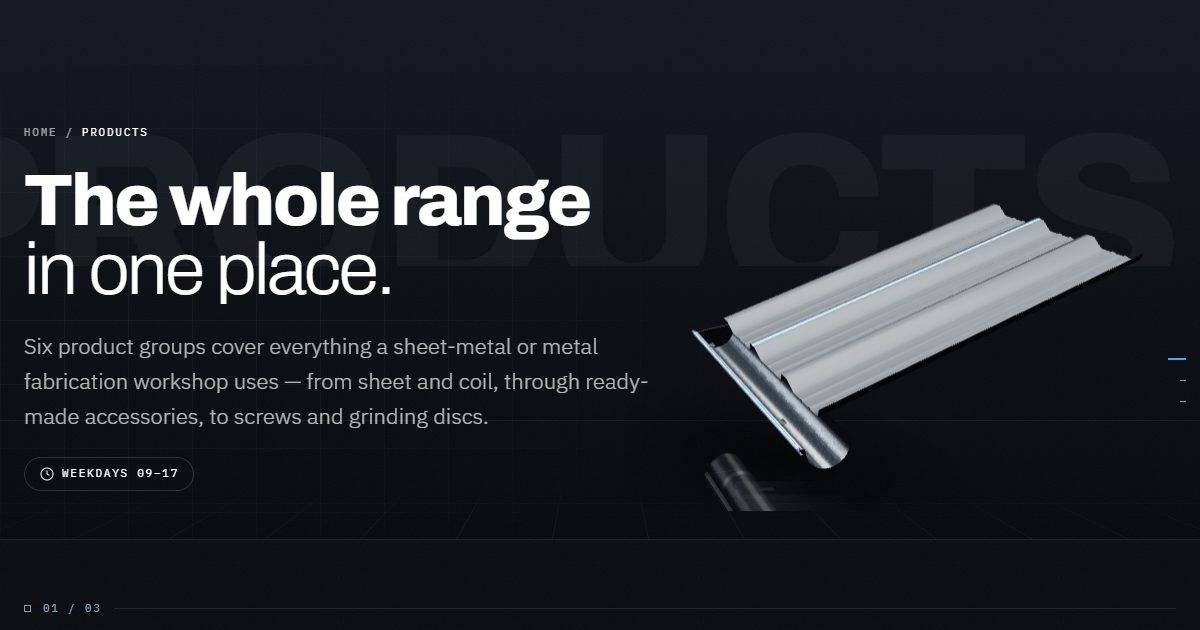 HOME / PRODUCTS
PRODUCTS
The whole range
in one place.
Six product groups cover everything a sheet-metal or metal
fabrication workshop uses — from sheet and coil, through ready-
made accessories, to screws and grinding discs.
WEEKDAYS 09–17
01 / 03